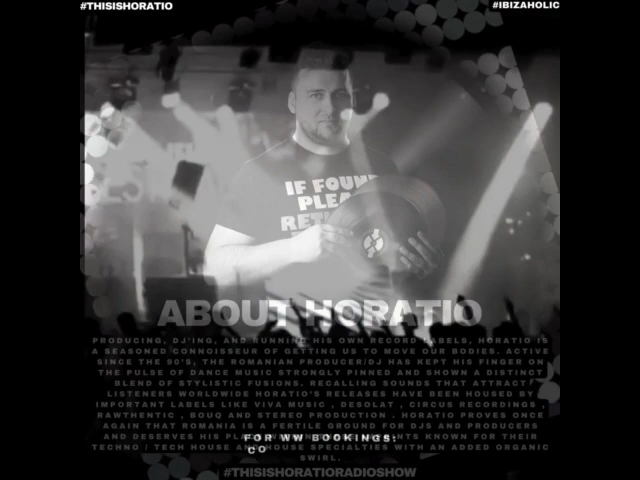 #THISISHORATIO
#IBIZAHOLIC
IF FOUND
PLEA
RET
ABOUT HORATIO
PRODUCING, DJ'ING, AND RUNNING HIS OWN RECORD LABELS, HORATIO IS
A SEASONED CONNOISSEUR OF GETTING US TO MOVE OUR BODIES. ACTIVE
SINCE THE 90'S, THE ROMANIAN PRODUCER/DJ HAS KEPT HIS FINGER ON
THE PULSE OF DANCE MUSIC STRONGLY PINNED AND SHOWN A DISTINCT
BLEND OF STYLISTIC FUSIONS. RECALLING SOUNDS THAT ATTRACT
LISTENERS WORLDWIDE HORATIO'S RELEASES HAVE BEEN HOUSED BY
IMPORTANT LABELS LIKE VIVA MUSIC , DESOLAT , CIRCUS RECORDINGS ,
RAWTHENTIC , BOUQ AND STEREO PRODUCTION . HORATIO PROVES ONCE
AGAIN THAT ROMANIA IS A FERTILE GROUND FOR DJS AND PRODUCERS
AND DESERVES HIS PLA NTS KNOWN FOR THEIR
FOR WW BOOKINGS:
TECHNO / TECH HOUSE AND HOUSE SPECIALTIES WITH AN ADDED ORGANIC
CO
SWIRL.
#THISISHORATIORADIOSHOW